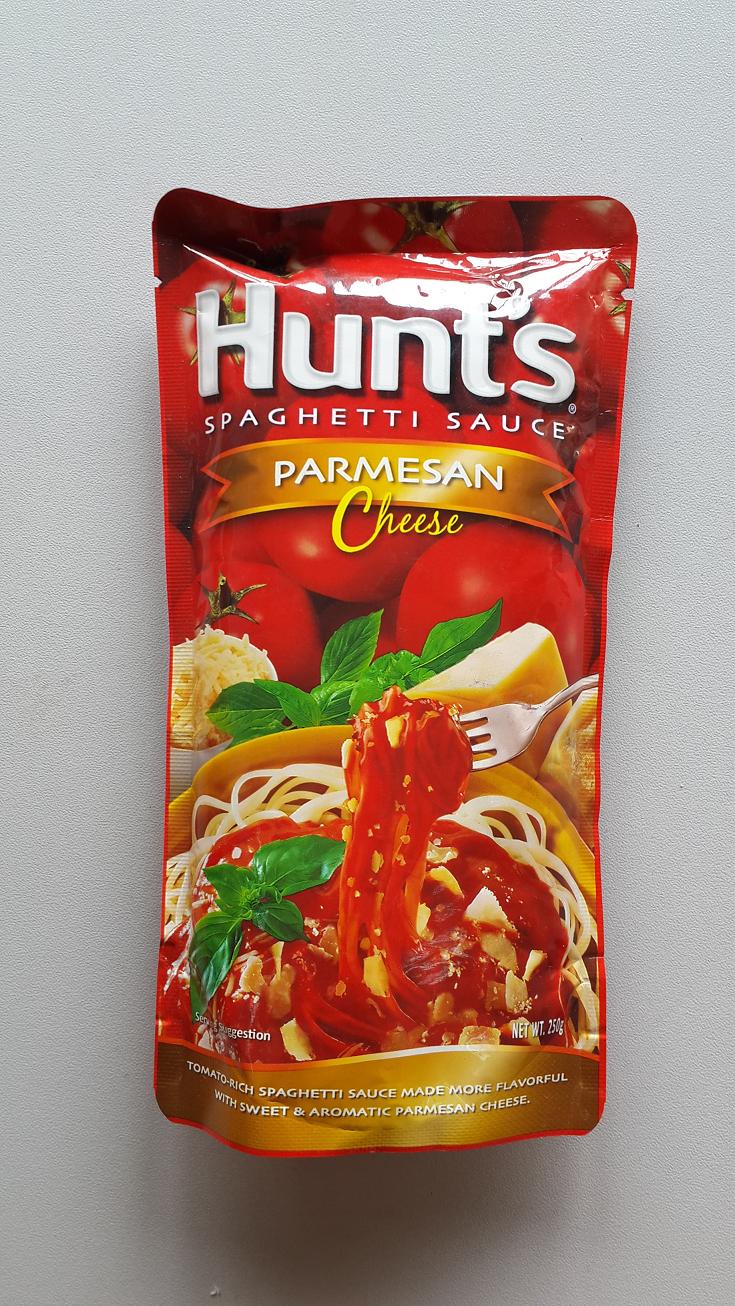 Hunt's®
SPAGHETTI SAUCE
PARMESAN
Cheese
Serving Suggestion
NET WT. 250g
TOMATO-RICH SPAGHETTI SAUCE MADE MORE FLAVORFUL
WITH SWEET & AROMATIC PARMESAN CHEESE.